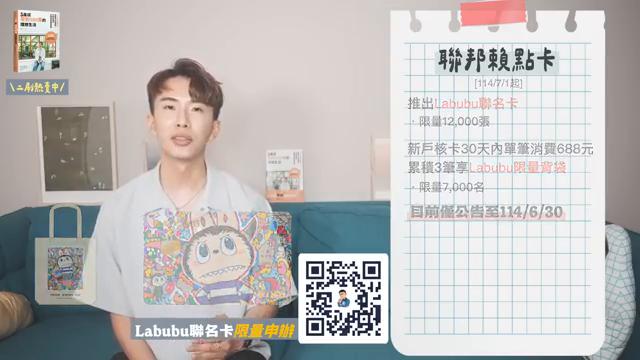 \二刷熱賣中/
聯邦賴點卡
[114/7/1起]
推出Labubu聯名卡
·限量12,000張
新戶核卡30天內單筆消費688元
累積3筆享Labubu限量背袋
·限量7,000名
目前僅公告至114/6/30
Labubu聯名卡限量申辦